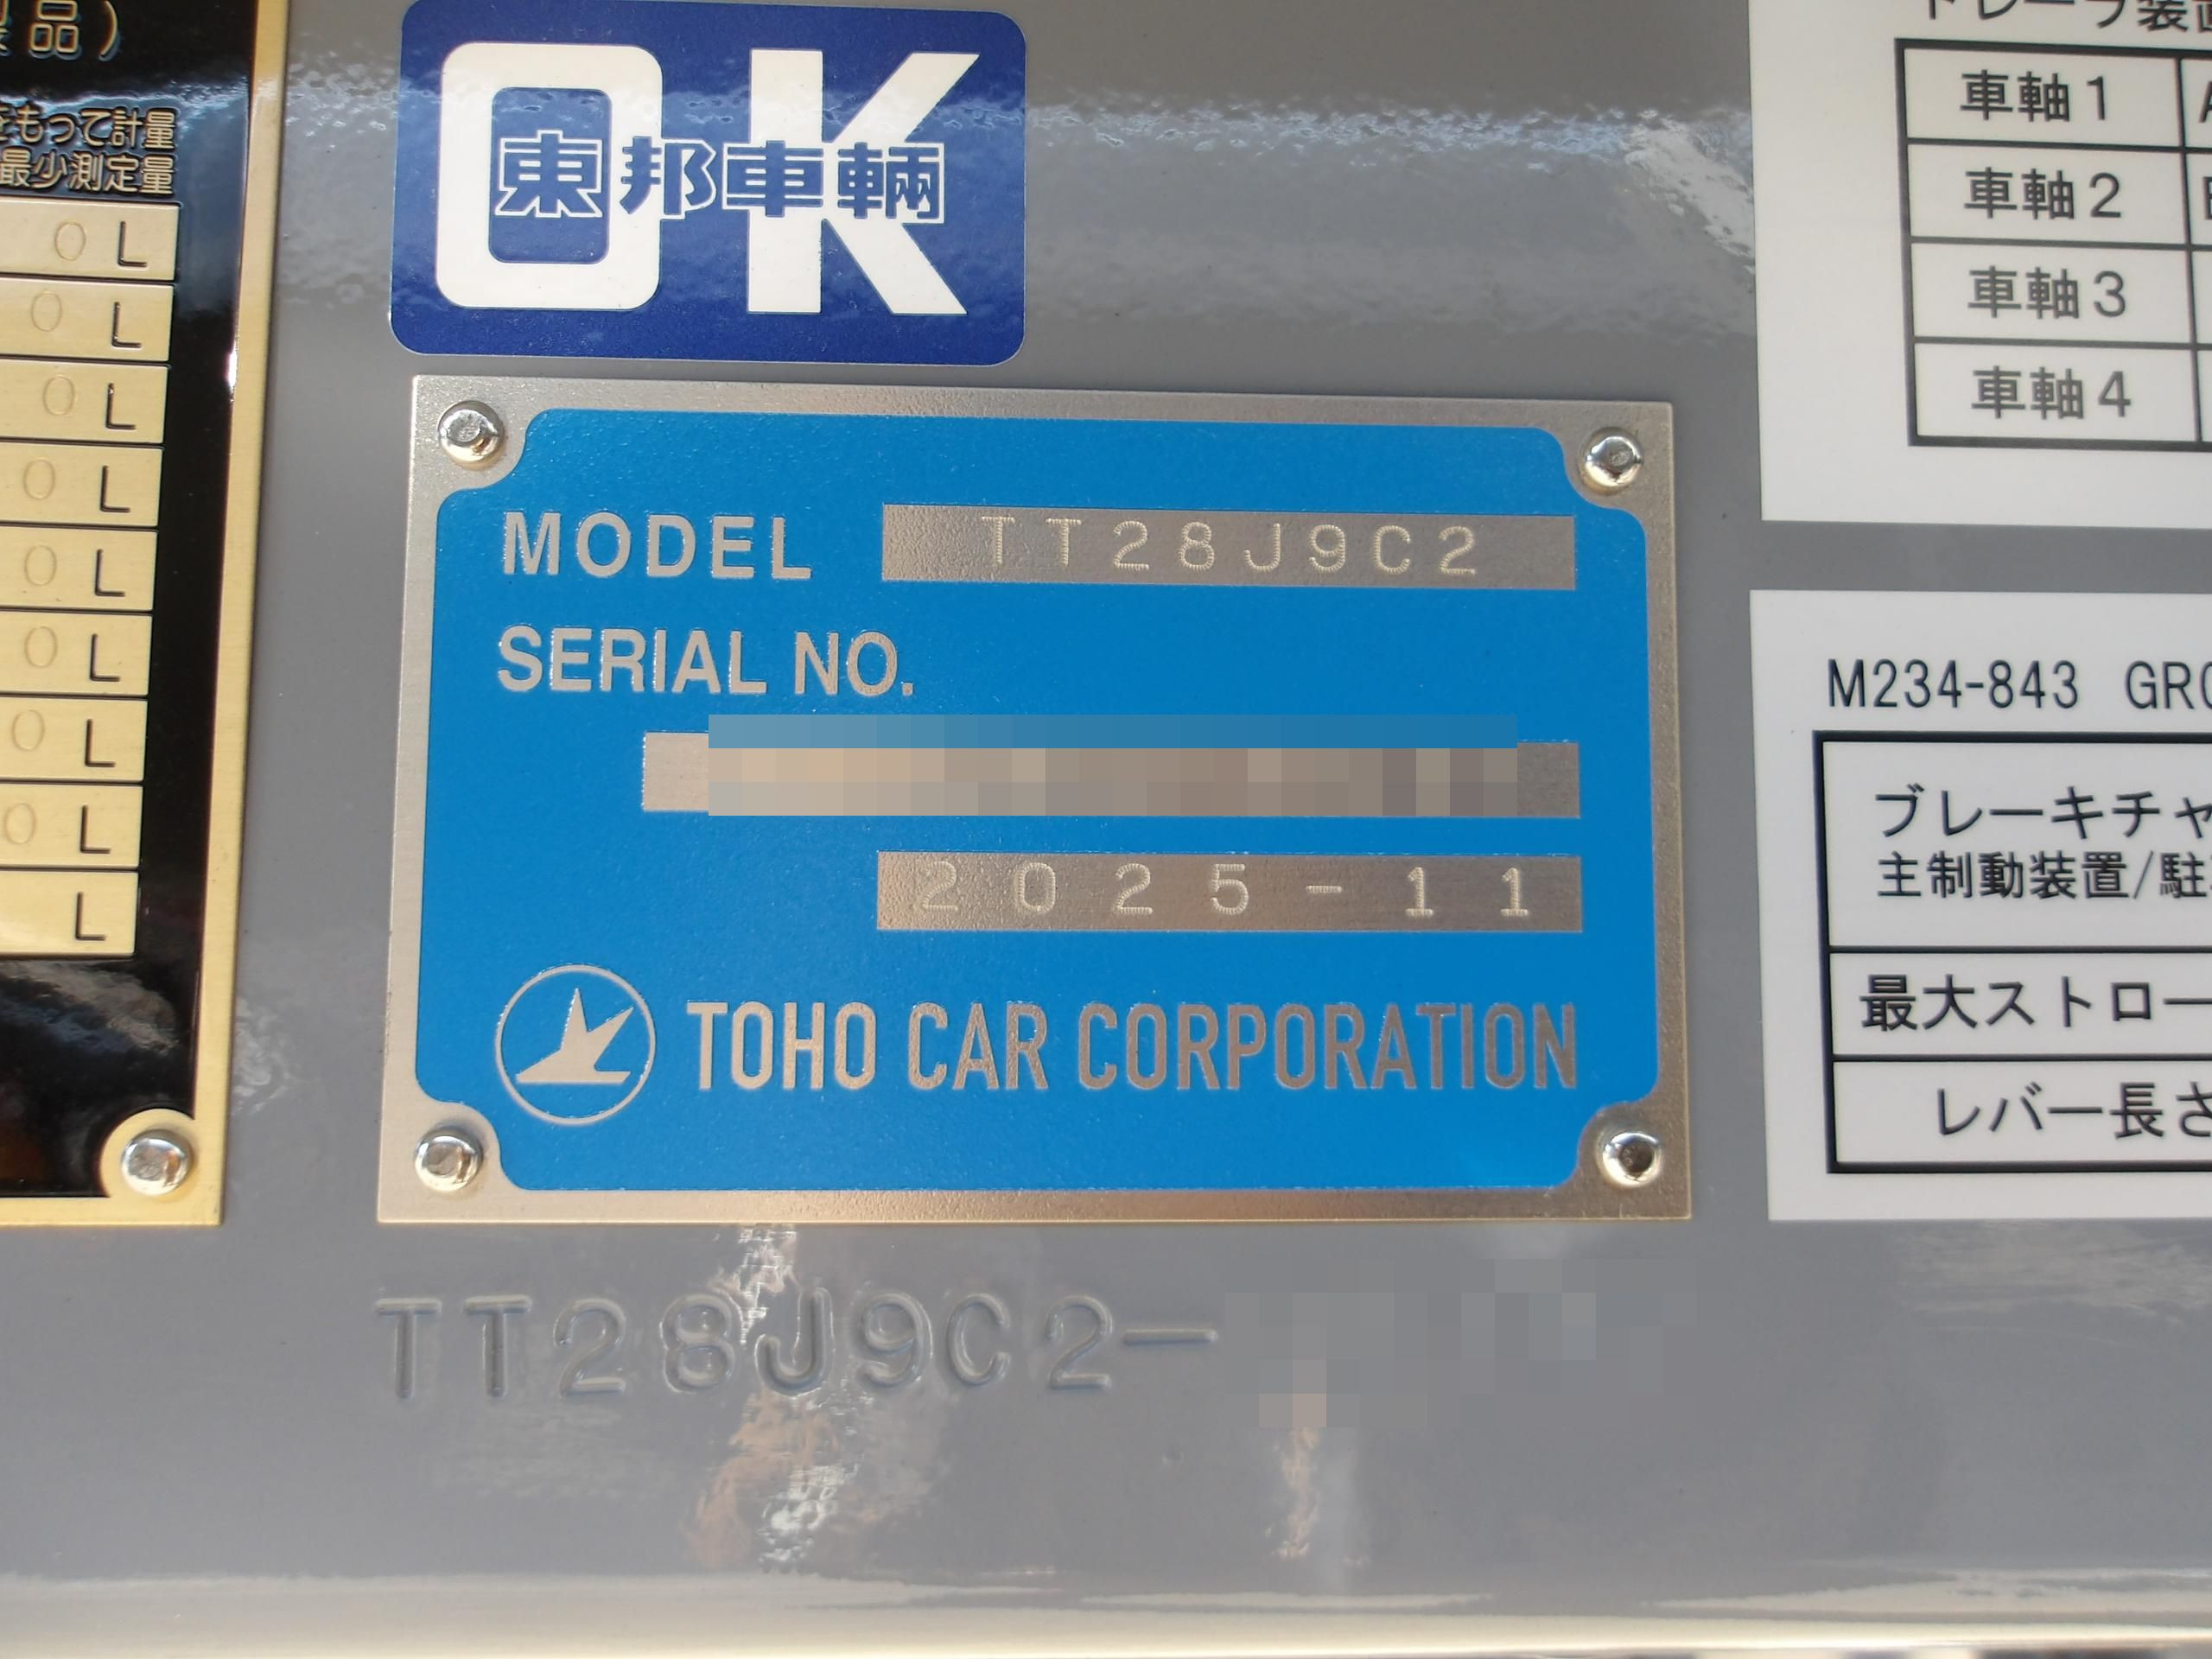 品)
をもって計量
最少測定量
0 L
0 L
0 L
0 L
0 L
0 L
0 L
0 L
L
OK
東邦車輛
MODEL TT28J9C2
SERIAL NO.
2025-11
TOHO CAR CORPORATION
TT28J9C2-
車軸1
車軸2
車軸3
車軸4
M234-843
ブレーキチャ
主制動装置/駐
最大ストロー
レバー長さ